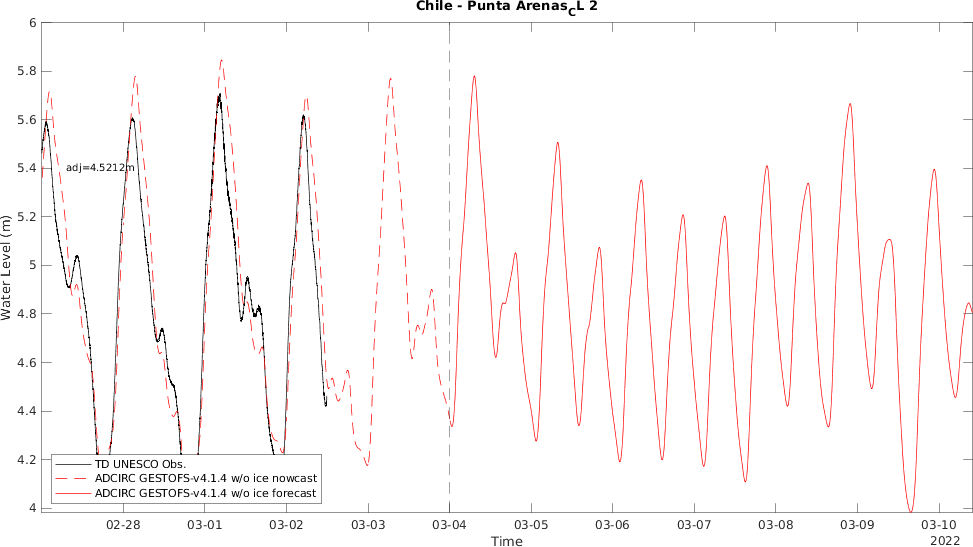 Chile - Punta Arenas_CL 2
6
5.8
5.6
5.4
5.2
5
4.8
4.6
4.4
4.2
4
Water Level (m)
adj=4.5212m
TD UNESCO Obs.
ADCIRC GESTOFS-v4.1.4 w/o ice nowcast
ADCIRC GESTOFS-v4.1.4 w/o ice forecast
02-28 03-01 03-02 03-03 03-04 03-05 03-06 03-07 03-08 03-09 03-10
Time
2022